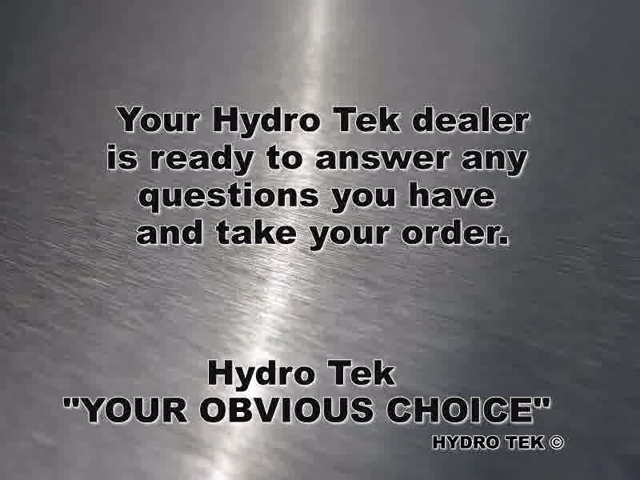 Your Hydro Tek dealer
is ready to answer any
questions you have
and take your order.
Hydro Tek
"YOUR OBVIOUS CHOICE"
HYDRO TEK ©